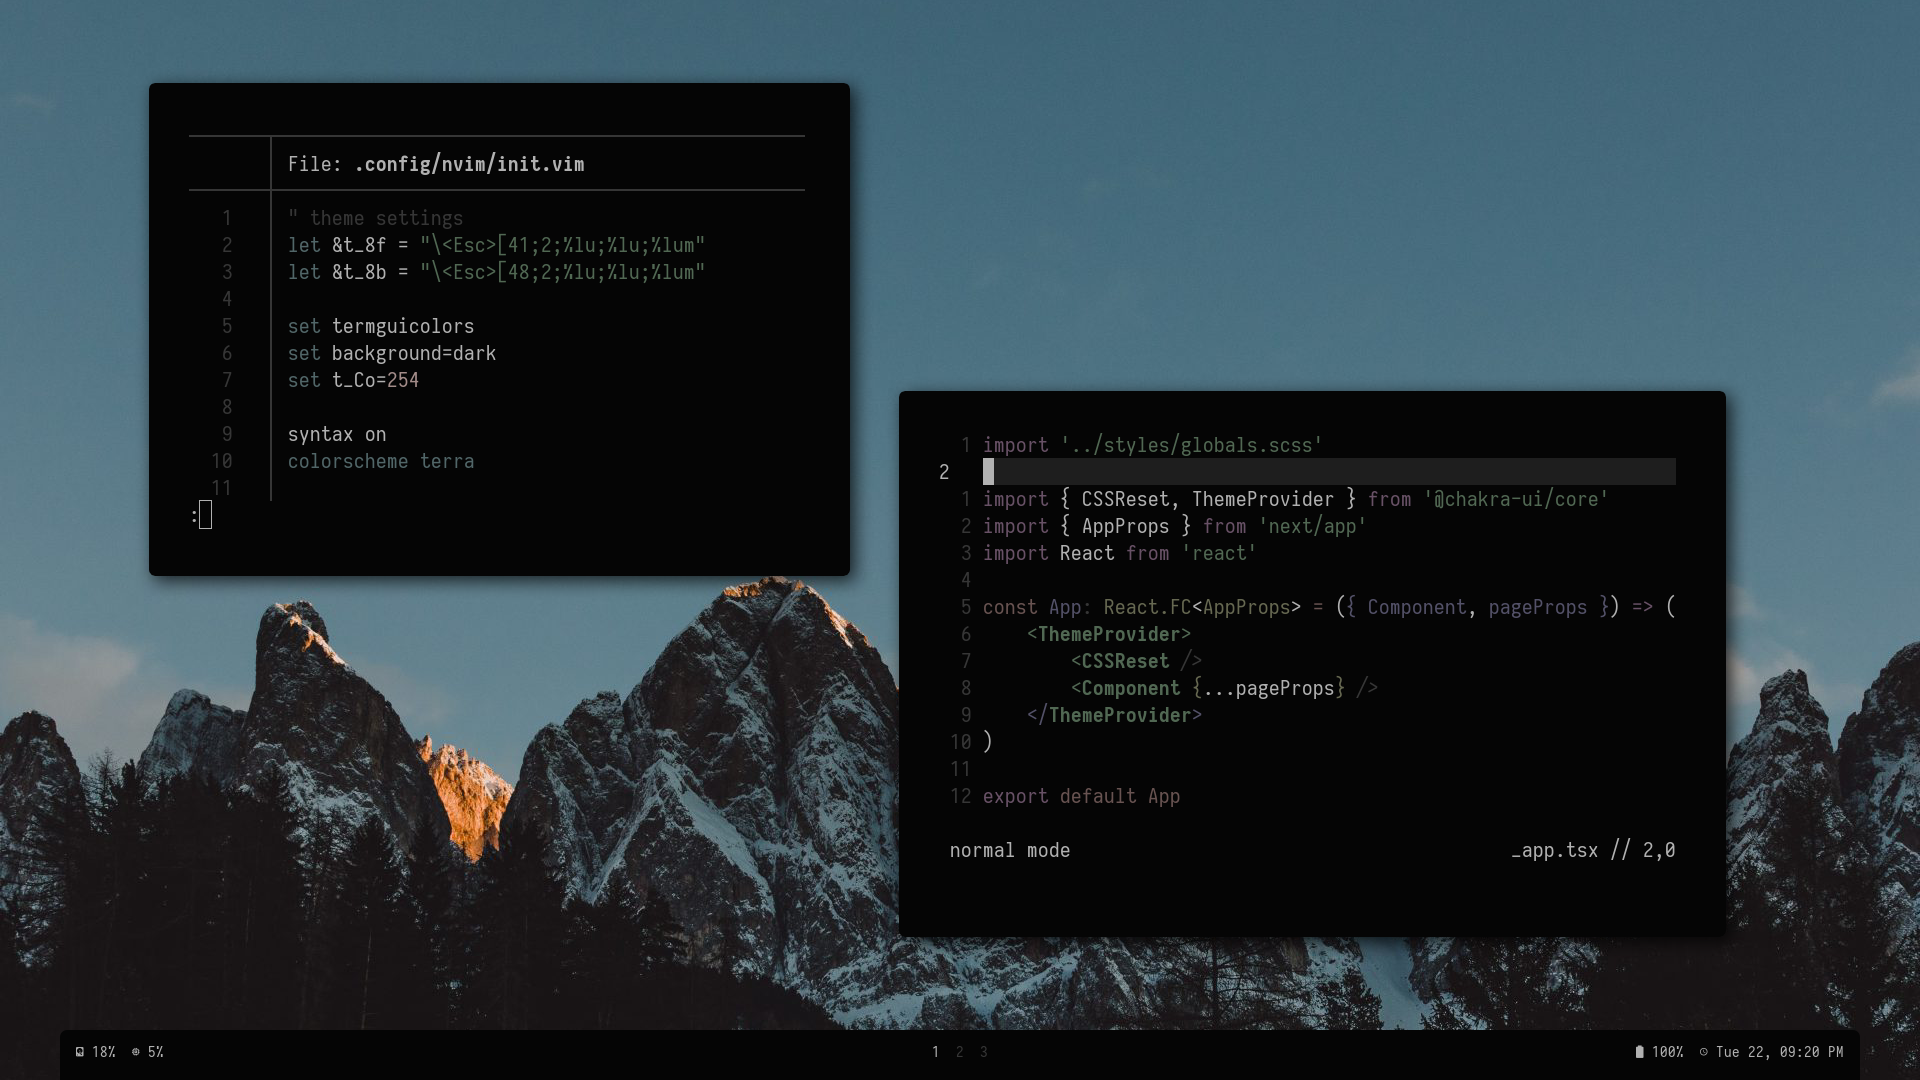 File: .config/nvim/init.vim
1 " theme settings
2 let &t_8f = "\<Esc>[41;2;%lu;%lu;%lum"
3 let &t_8b = "\<Esc>[48;2;%lu;%lu;%lum"
4
5 set termguicolors
6 set background=dark
7 set t_Co=254
8
9 syntax on
10 colorscheme terra
11
:
1 import '../styles/globals.scss'
2
1 import { CSSReset, ThemeProvider } from '@chakra-ui/core'
2 import { AppProps } from 'next/app'
3 import React from 'react'
4
5 const App: React.FC<AppProps> = ({ Component, pageProps }) => (
6 <ThemeProvider>
7 <CSSReset />
8 <Component {...pageProps} />
9 </ThemeProvider>
10 )
11
12 export default App
normal mode _app.tsx // 2,0
18% 5% 1 2 3 100% Tue 22, 09:20 PM